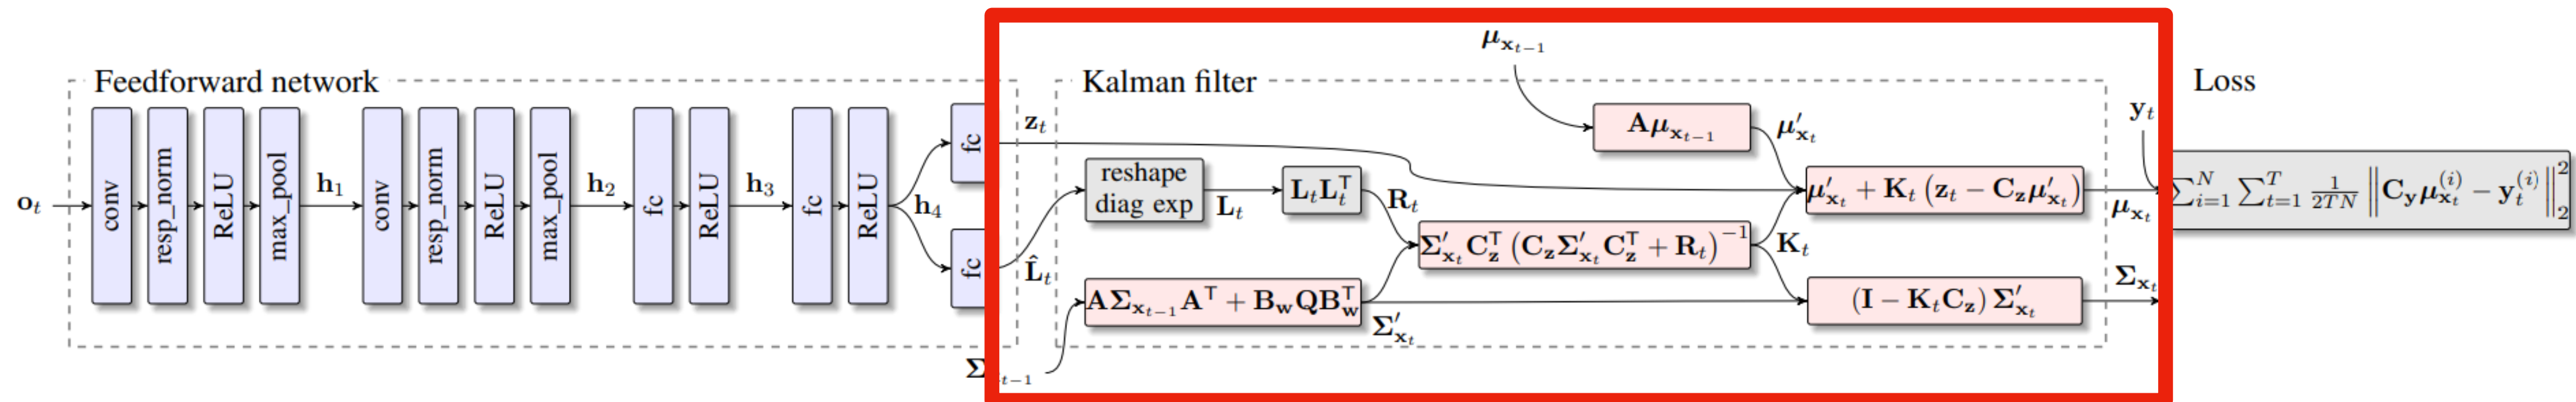 Feedforward network
o_t
conv
resp_norm
ReLU
max_pool
h_1
conv
resp_norm
ReLU
max_pool
h_2
fc
ReLU
h_3
fc
ReLU
h_4
fc
fc
z_t
L̂_t
Σ t−1
Kalman filter
μ_{x_{t−1}}
Aμ_{x_{t−1}}
μ′_{x_t}
reshape
diag exp
L_t
L_t L_t^T
R_t
AΣ_{x_{t−1}}A^T + B_w Q B_w^T
Σ′_{x_t}
Σ′_{x_t} C_z^T (C_z Σ′_{x_t} C_z^T + R_t)^{−1}
K_t
μ′_{x_t} + K_t (z_t − C_z μ′_{x_t})
μ_{x_t}
(I − K_t C_z) Σ′_{x_t}
Σ_{x_t}
Loss
y_t
∑_{i=1}^N ∑_{t=1}^T 1/2TN ‖C_y μ_{x_t}^{(i)} − y_t^{(i)}‖_2^2